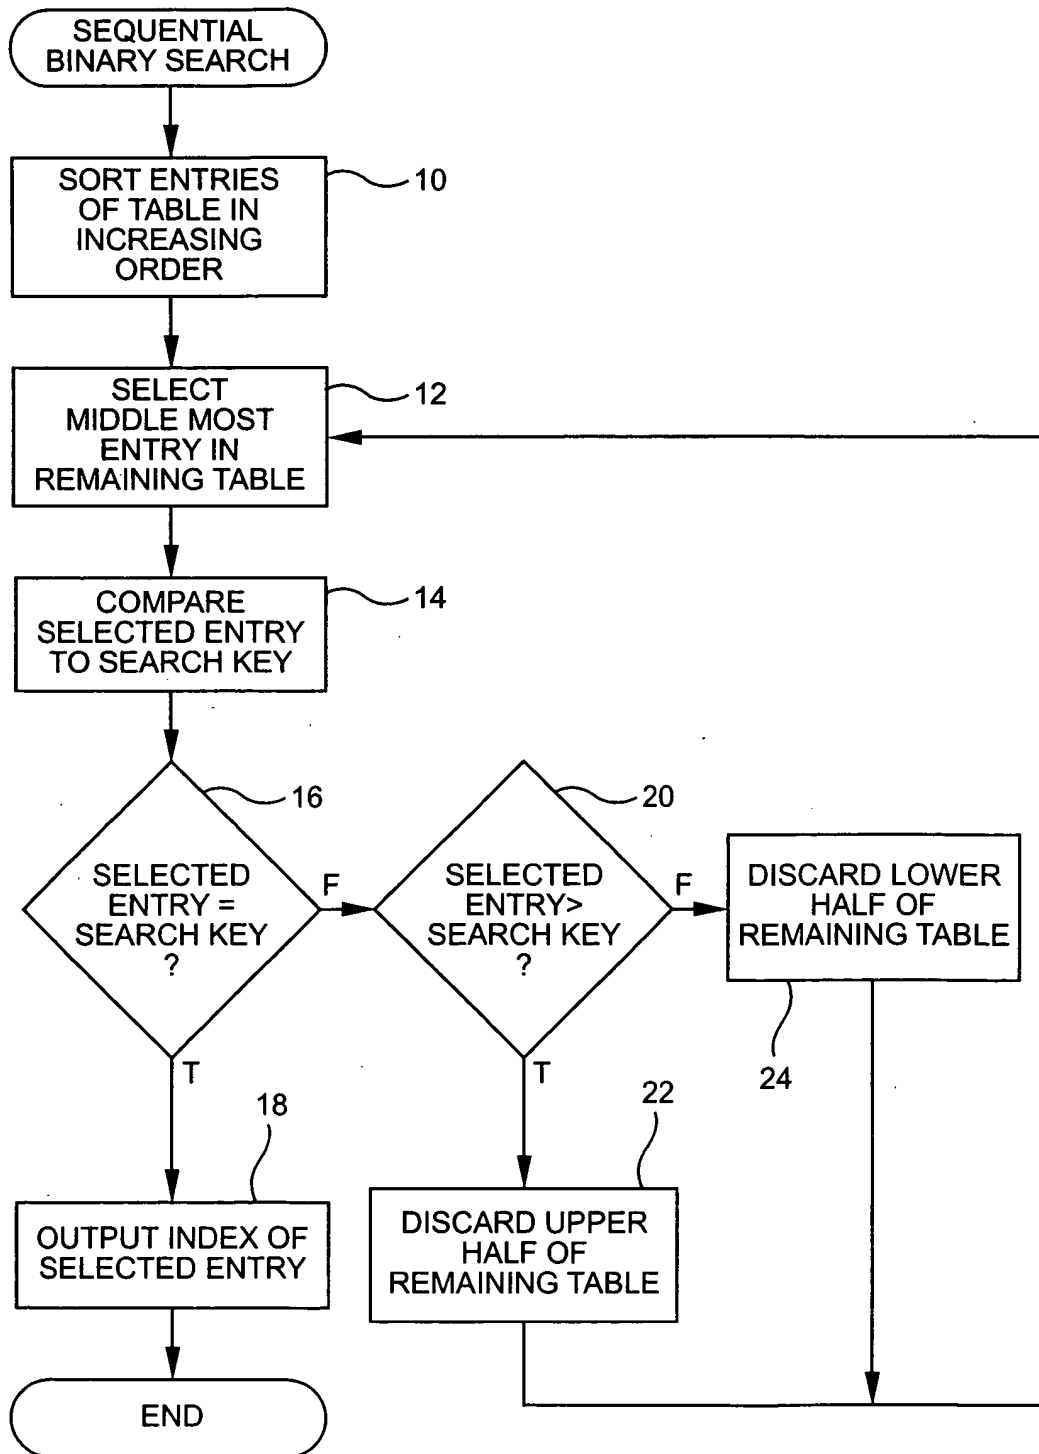 SEQUENTIAL
BINARY SEARCH
SORT ENTRIES
OF TABLE IN
INCREASING
ORDER
10
SELECT
MIDDLE MOST
ENTRY IN
REMAINING TABLE
12
COMPARE
SELECTED ENTRY
TO SEARCH KEY
14
SELECTED
ENTRY =
SEARCH KEY
?
16
F
T
SELECTED
ENTRY>
SEARCH KEY
?
20
F
T
DISCARD LOWER
HALF OF
REMAINING TABLE
24
OUTPUT INDEX OF
SELECTED ENTRY
18
DISCARD UPPER
HALF OF
REMAINING TABLE
22
END